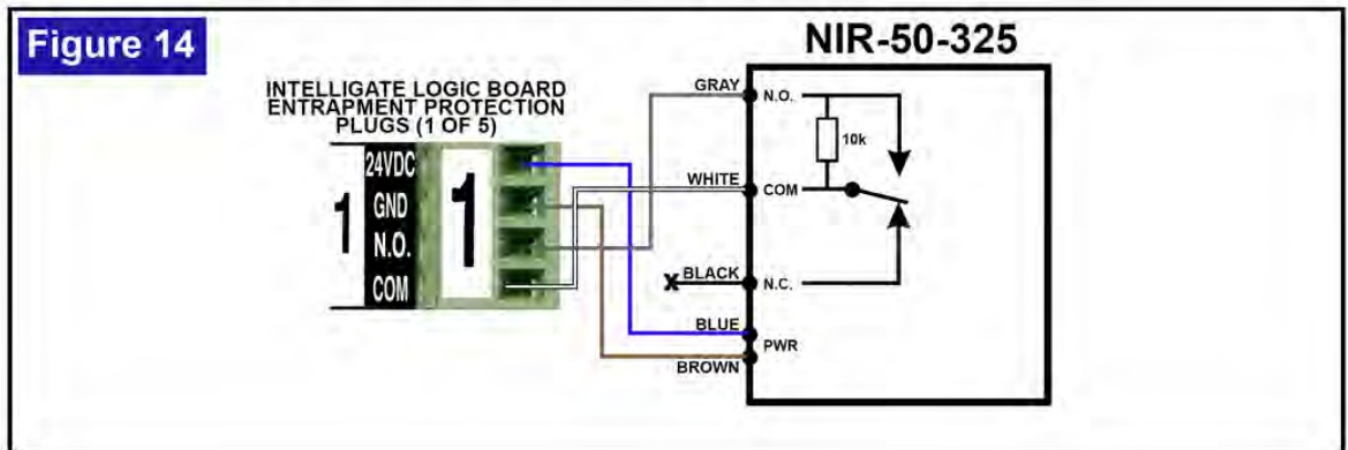 Figure 14
NIR-50-325
INTELLIGATE LOGIC BOARD
ENTRAPMENT PROTECTION
PLUGS (1 OF 5)
1
24VDC
GND
N.O.
COM
1
GRAY
N.O.
10k
WHITE
COM
X BLACK
N.C.
BLUE
PWR
BROWN